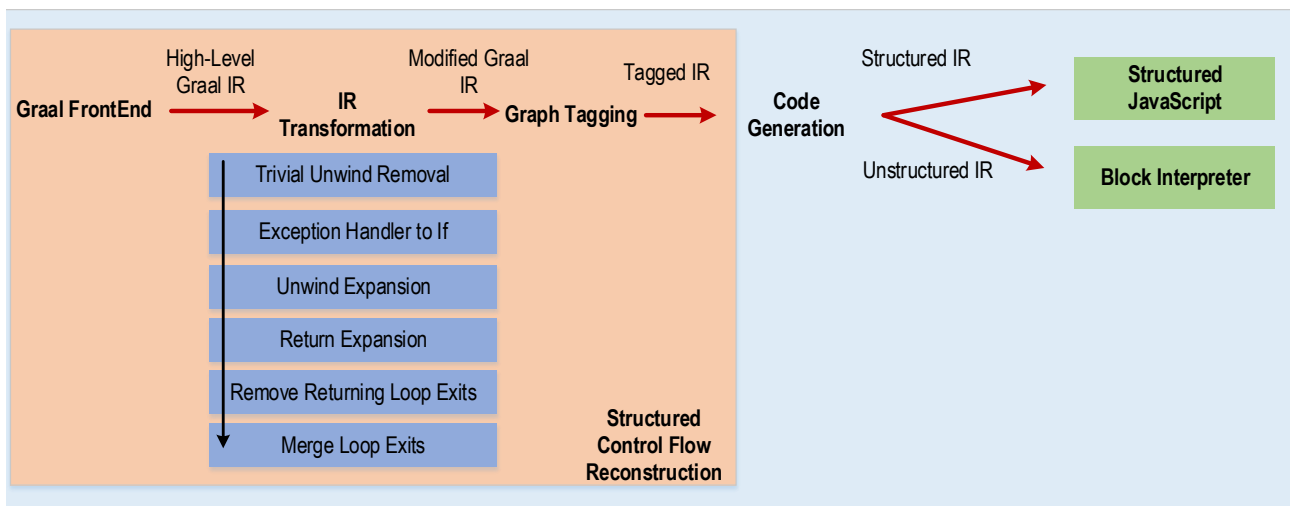 Graal FrontEnd
High-Level
Graal IR
IR
Transformation
Modified Graal
IR
Graph Tagging
Tagged IR
Code
Generation
Structured IR
Unstructured IR
Structured
JavaScript
Block Interpreter
Trivial Unwind Removal
Exception Handler to If
Unwind Expansion
Return Expansion
Remove Returning Loop Exits
Merge Loop Exits
Structured
Control Flow
Reconstruction